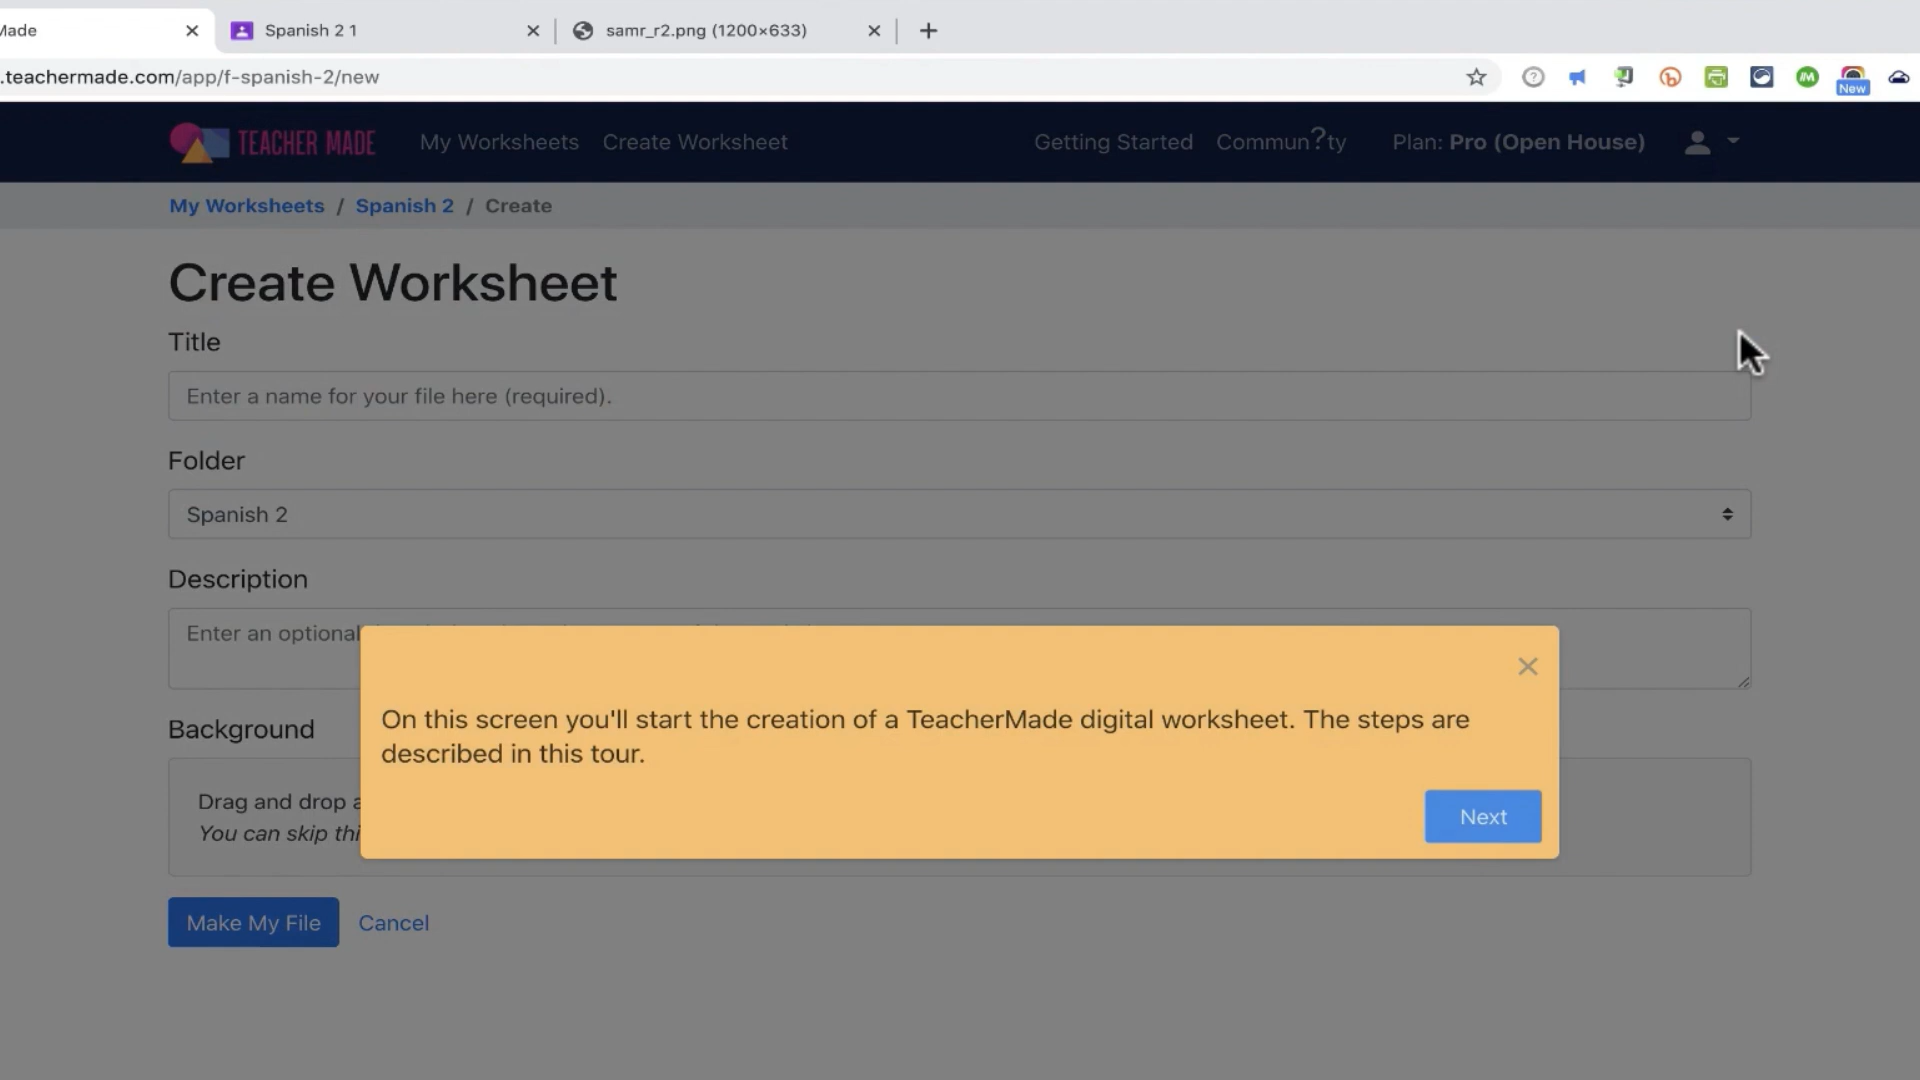 Made
Spanish 2 1
samr_r2.png (1200×633)
.teachermade.com/app/f-spanish-2/new
New
TEACHER MADE
My Worksheets
Create Worksheet
Getting Started
Commun?ty
Plan: Pro (Open House)
My Worksheets / Spanish 2 / Create
Create Worksheet
Title
Enter a name for your file here (required).
Folder
Spanish 2
Description
Enter an optional
On this screen you'll start the creation of a TeacherMade digital worksheet. The steps are
described in this tour.
Next
Background
Drag and drop a
You can skip thi
Make My File
Cancel